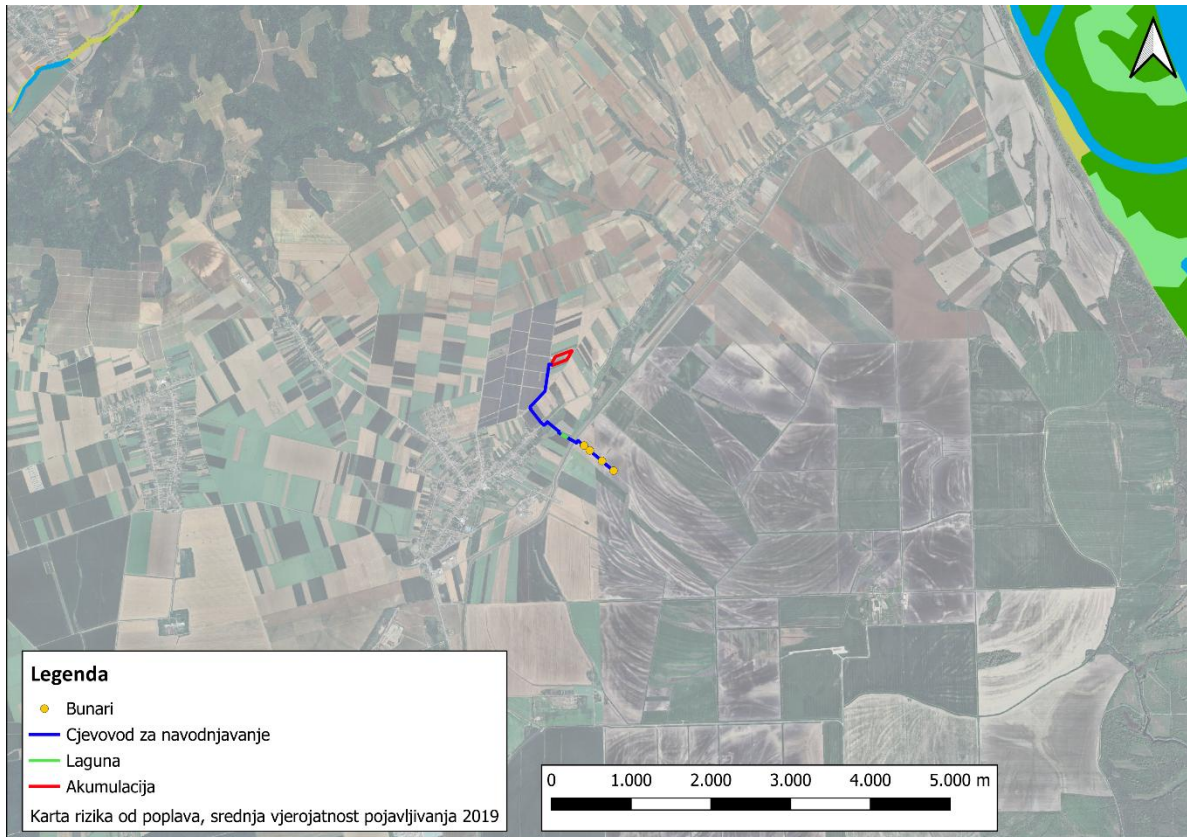 Legenda
Bunari
Cjevovod za navodnjavanje
Laguna
Akumulacija
Karta rizika od poplava, srednja vjerojatnost pojavljivanja 2019
0 1.000 2.000 3.000 4.000 5.000 m